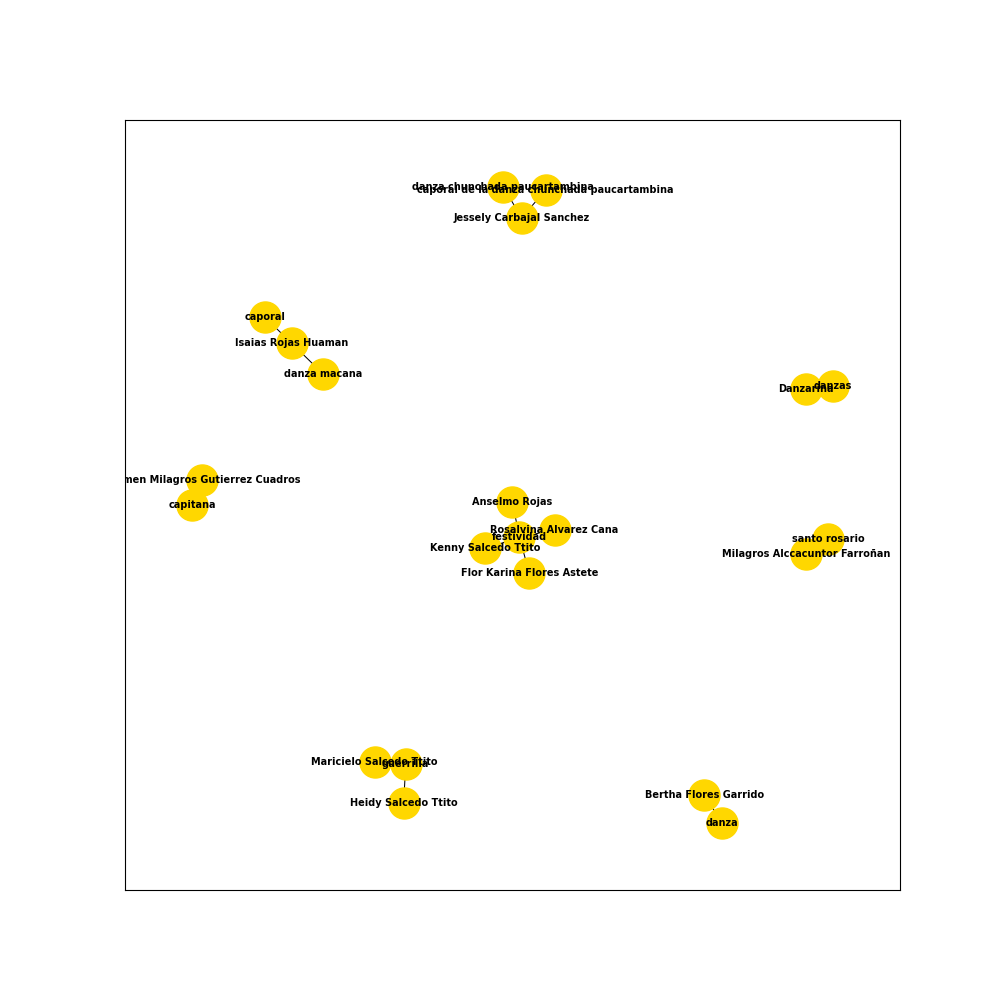 danza chunchada paucartambina
caporal de la danza chunchada paucartambina
Jessely Carbajal Sanchez
caporal
Isaias Rojas Huaman
danza macana
danzas
Danzarina
men Milagros Gutierrez Cuadros
capitana
Anselmo Rojas
Rosalvina Alvarez Cana
festividad
Kenny Salcedo Ttito
Flor Karina Flores Astete
santo rosario
Milagros Alccacuntor Farroñan
Maricielo Salcedo Ttito
guerrilla
Heidy Salcedo Ttito
Bertha Flores Garrido
danza